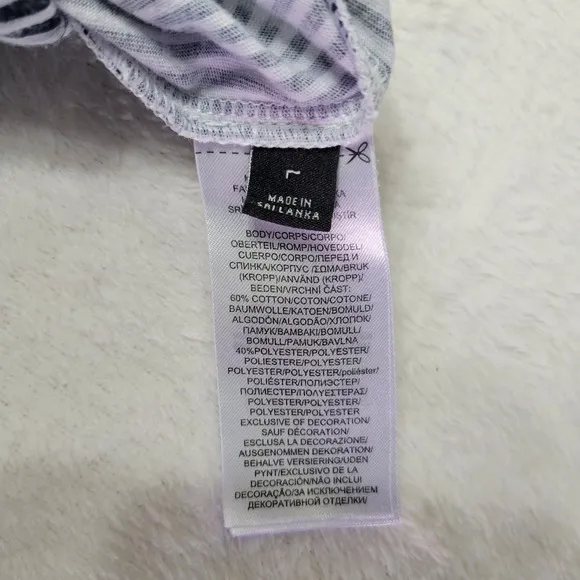 L
MADE IN
SRI LANKA
BODY/CORPS/CORPO/
OBERTEIL/ROMP/HOVEDDEL/
CUERPO/CORPO/ПЕРЕД И
СПИНКА/КОРПУС /ΣΩΜΑ/BRUK
(KROPP)/ANVÄND (KROPP)/
BEDEN/VRCHNÍ ČÁST:
60% COTTON/COTON/COTONE/
BAUMWOLLE/KATOEN/BOMULD/
ALGODÓN/ALGODÃO/ХЛОПОК/
ПАМУК/ΒΑΜΒΑΚΙ/BOMULL/
BOMULL/PAMUK/BAVLNA
40%POLYESTER/POLYESTER/
POLIESTERE/POLYESTER/
POLYESTER/POLYESTER/poliéster/
POLIÉSTER/ПОЛИЭСТЕР/
ПОЛИЕСТЕР/ΠΟΛΥΕΣΤΕΡΑΣ/
POLYESTER/POLYESTER/
POLYESTER/POLYESTER
EXCLUSIVE OF DECORATION/
SAUF DÉCORATION/
ESCLUSA LA DECORAZIONE/
AUSGENOMMEN DEKORATION/
BEHALVE VERSIERING/UDEN
PYNT/EXCLUSIVO DE LA
DECORACIÓN/NÃO INCLUI
DECORAÇÃO/ЗА ИСКЛЮЧЕНИЕМ
ДЕКОРАТИВНОЙ ОТДЕЛКИ/